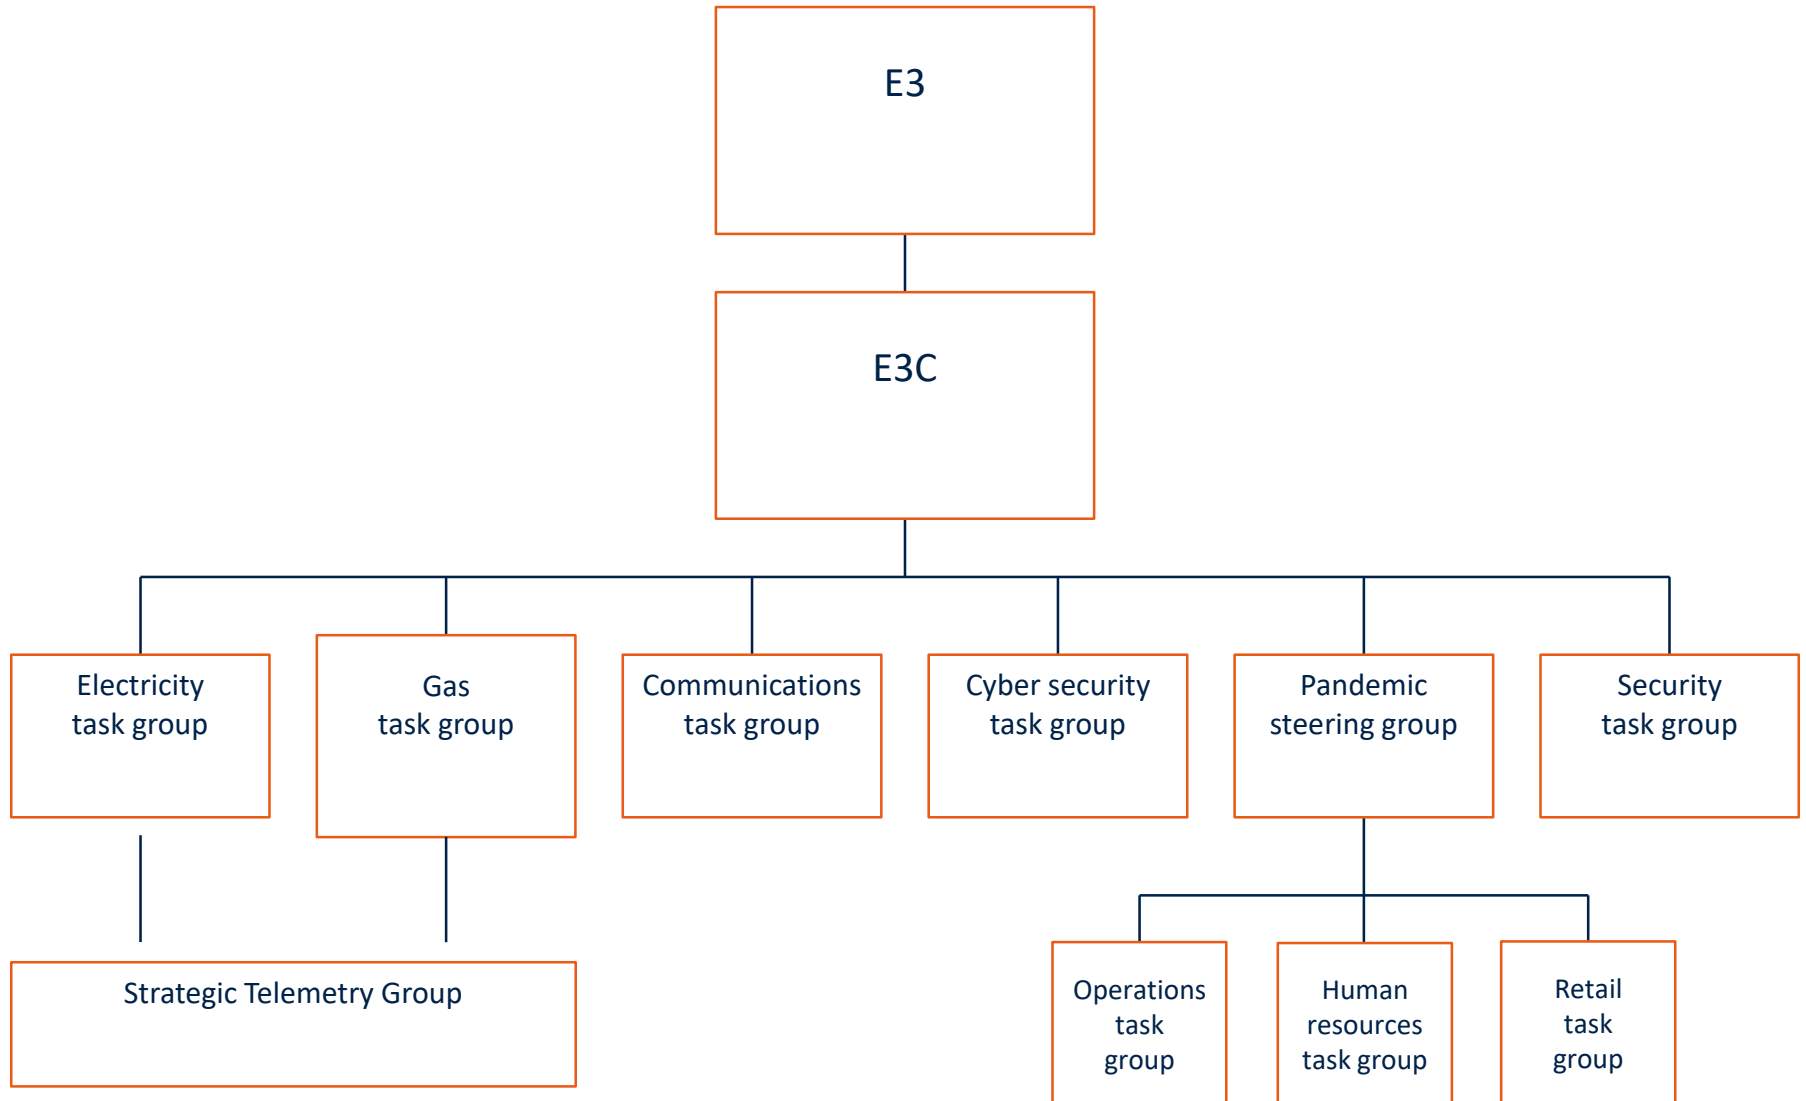 E3
E3C
Electricity
task group
Gas
task group
Communications
task group
Cyber security
task group
Pandemic
steering group
Security
task group
Strategic Telemetry Group
Operations
task
group
Human
resources
task group
Retail
task
group